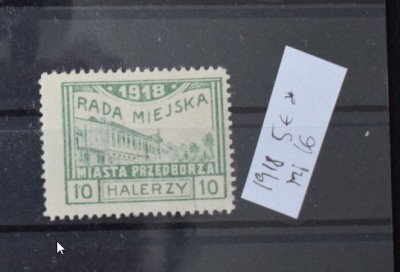 1918
RADA MIEJSKA
MIASTA PRZEDBORZA
10 HALERZY 10
1918 5€ *
mi 16